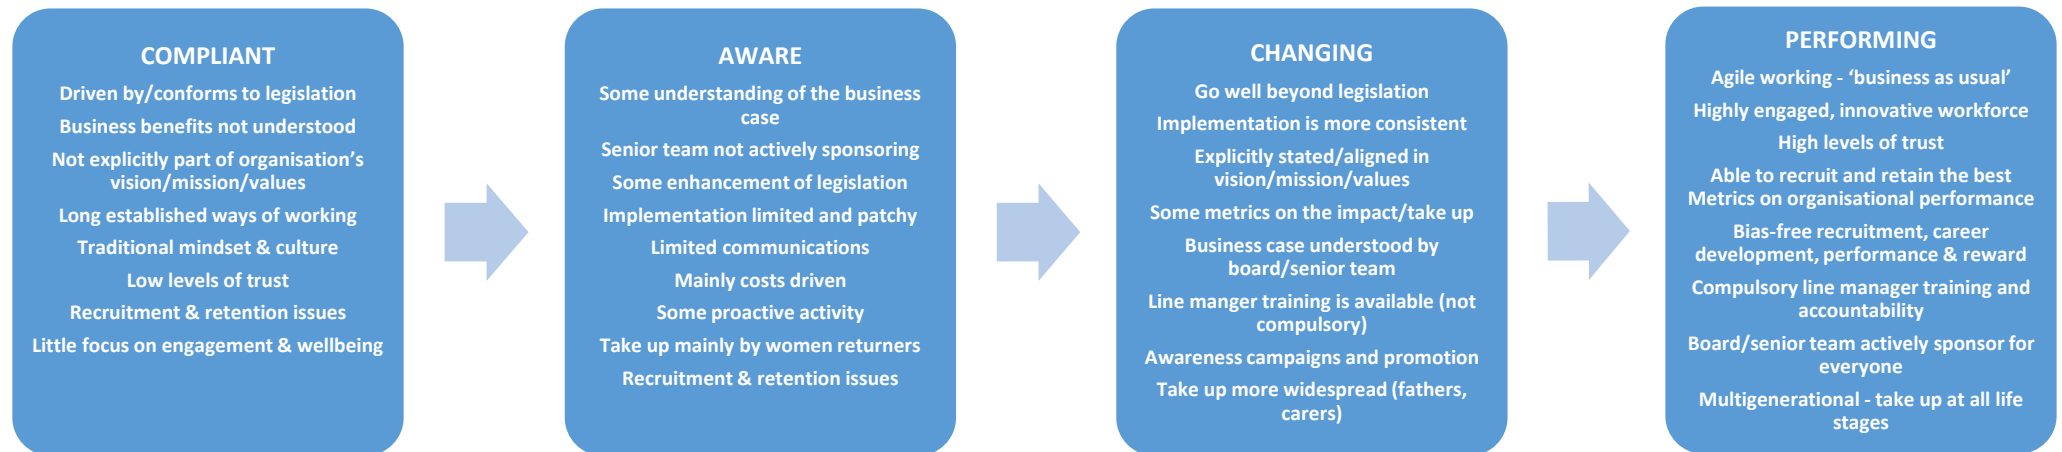 COMPLIANT
Driven by/conforms to legislation
Business benefits not understood
Not explicitly part of organisation's
vision/mission/values
Long established ways of working
Traditional mindset & culture
Low levels of trust
Recruitment & retention issues
Little focus on engagement & wellbeing
AWARE
Some understanding of the business
case
Senior team not actively sponsoring
Some enhancement of legislation
Implementation limited and patchy
Limited communications
Mainly costs driven
Some proactive activity
Take up mainly by women returners
Recruitment & retention issues
CHANGING
Go well beyond legislation
Implementation is more consistent
Explicitly stated/aligned in
vision/mission/values
Some metrics on the impact/take up
Business case understood by
board/senior team
Line manger training is available (not
compulsory)
Awareness campaigns and promotion
Take up more widespread (fathers,
carers)
PERFORMING
Agile working - ‘business as usual’
Highly engaged, innovative workforce
High levels of trust
Able to recruit and retain the best
Metrics on organisational performance
Bias-free recruitment, career
development, performance & reward
Compulsory line manager training and
accountability
Board/senior team actively sponsor for
everyone
Multigenerational - take up at all life
stages